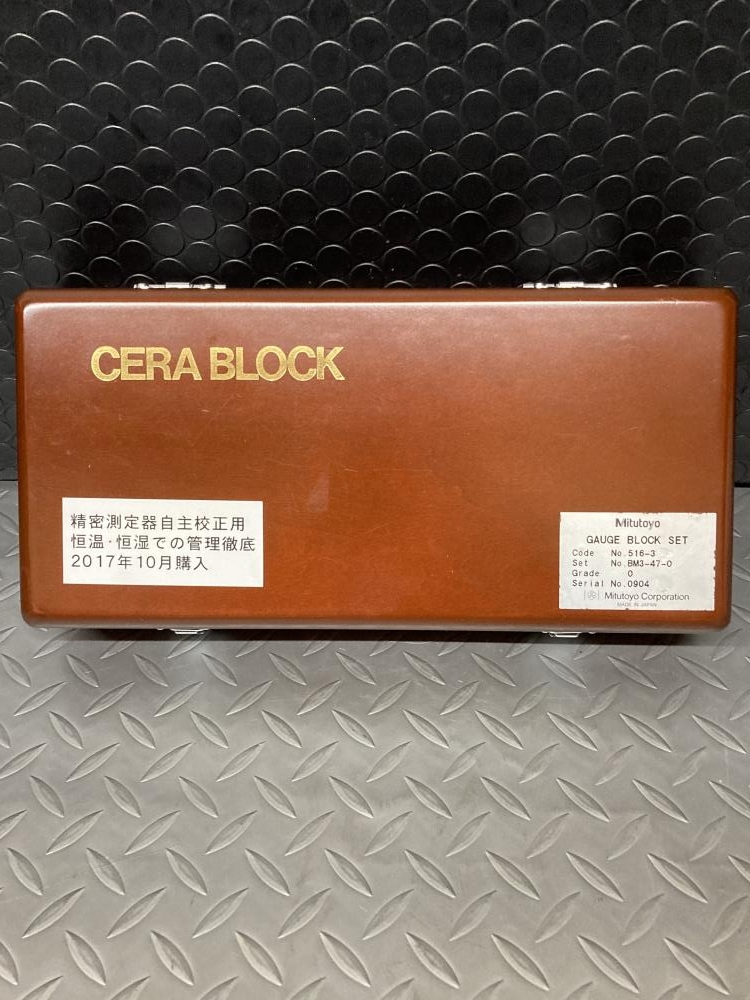 CERA BLOCK
精密測定器自主校正用
恒温・恒湿での管理徹底
2017年10月購入
Mitutoyo
GAUGE BLOCK SET
Code No.516-3
Set No.BM3-47-0
Grade 0
Serial No.0904
Mitutoyo Corporation
MADE IN JAPAN